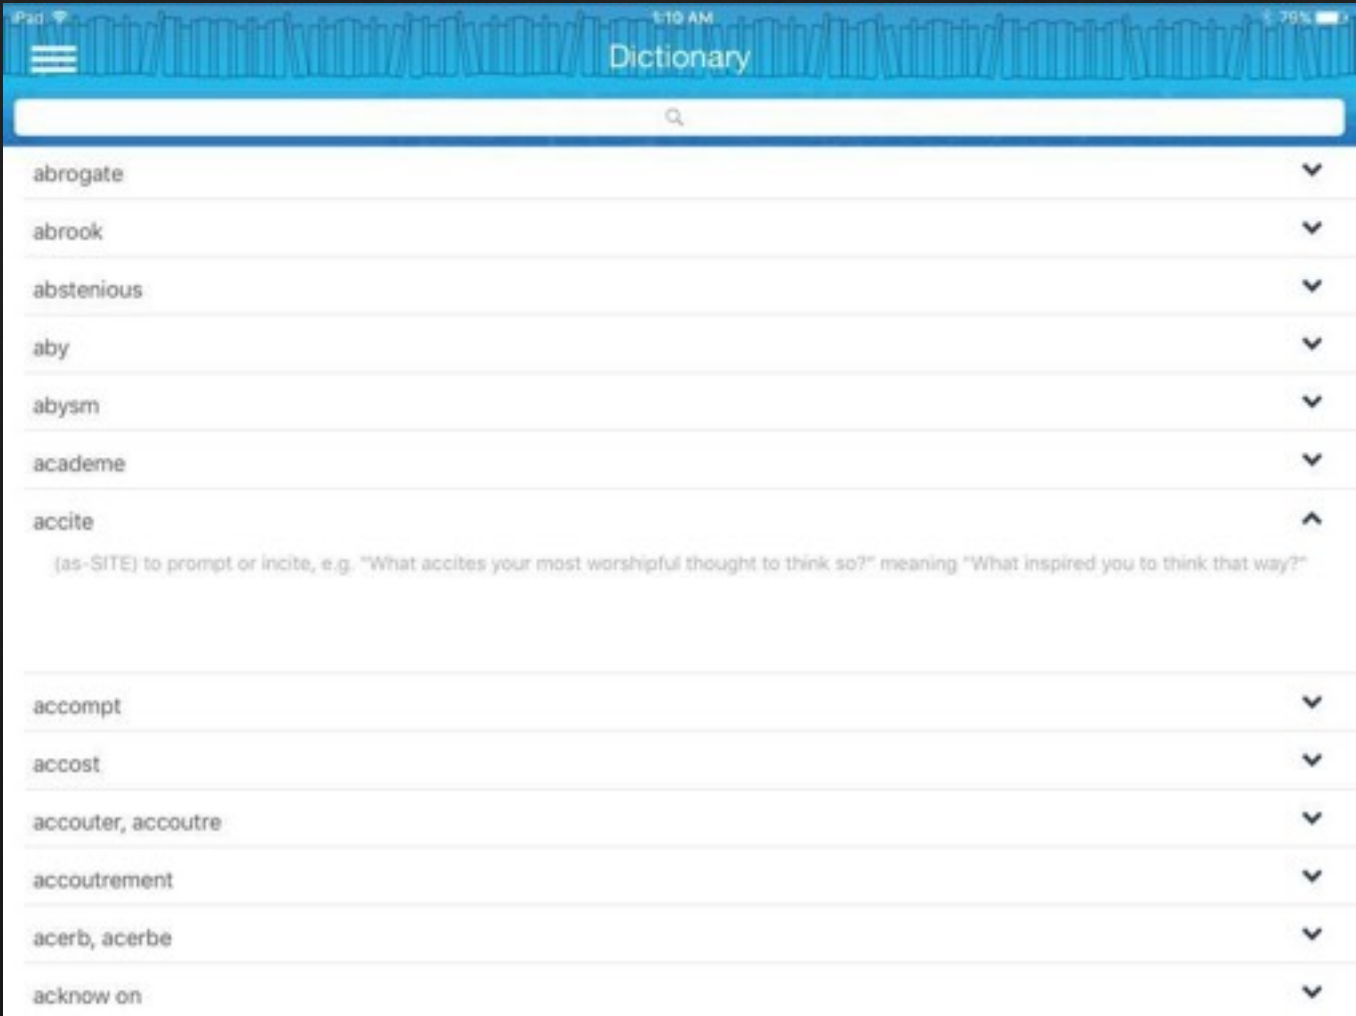 iPad
1:10 AM
79%
Dictionary
abrogate
abrook
abstenious
aby
abysm
academe
accite
(as-SITE) to prompt or incite, e.g. "What accites your most worshipful thought to think so?" meaning "What inspired you to think that way?"
accompt
accost
accouter, accoutre
accoutrement
acerb, acerbe
acknow on